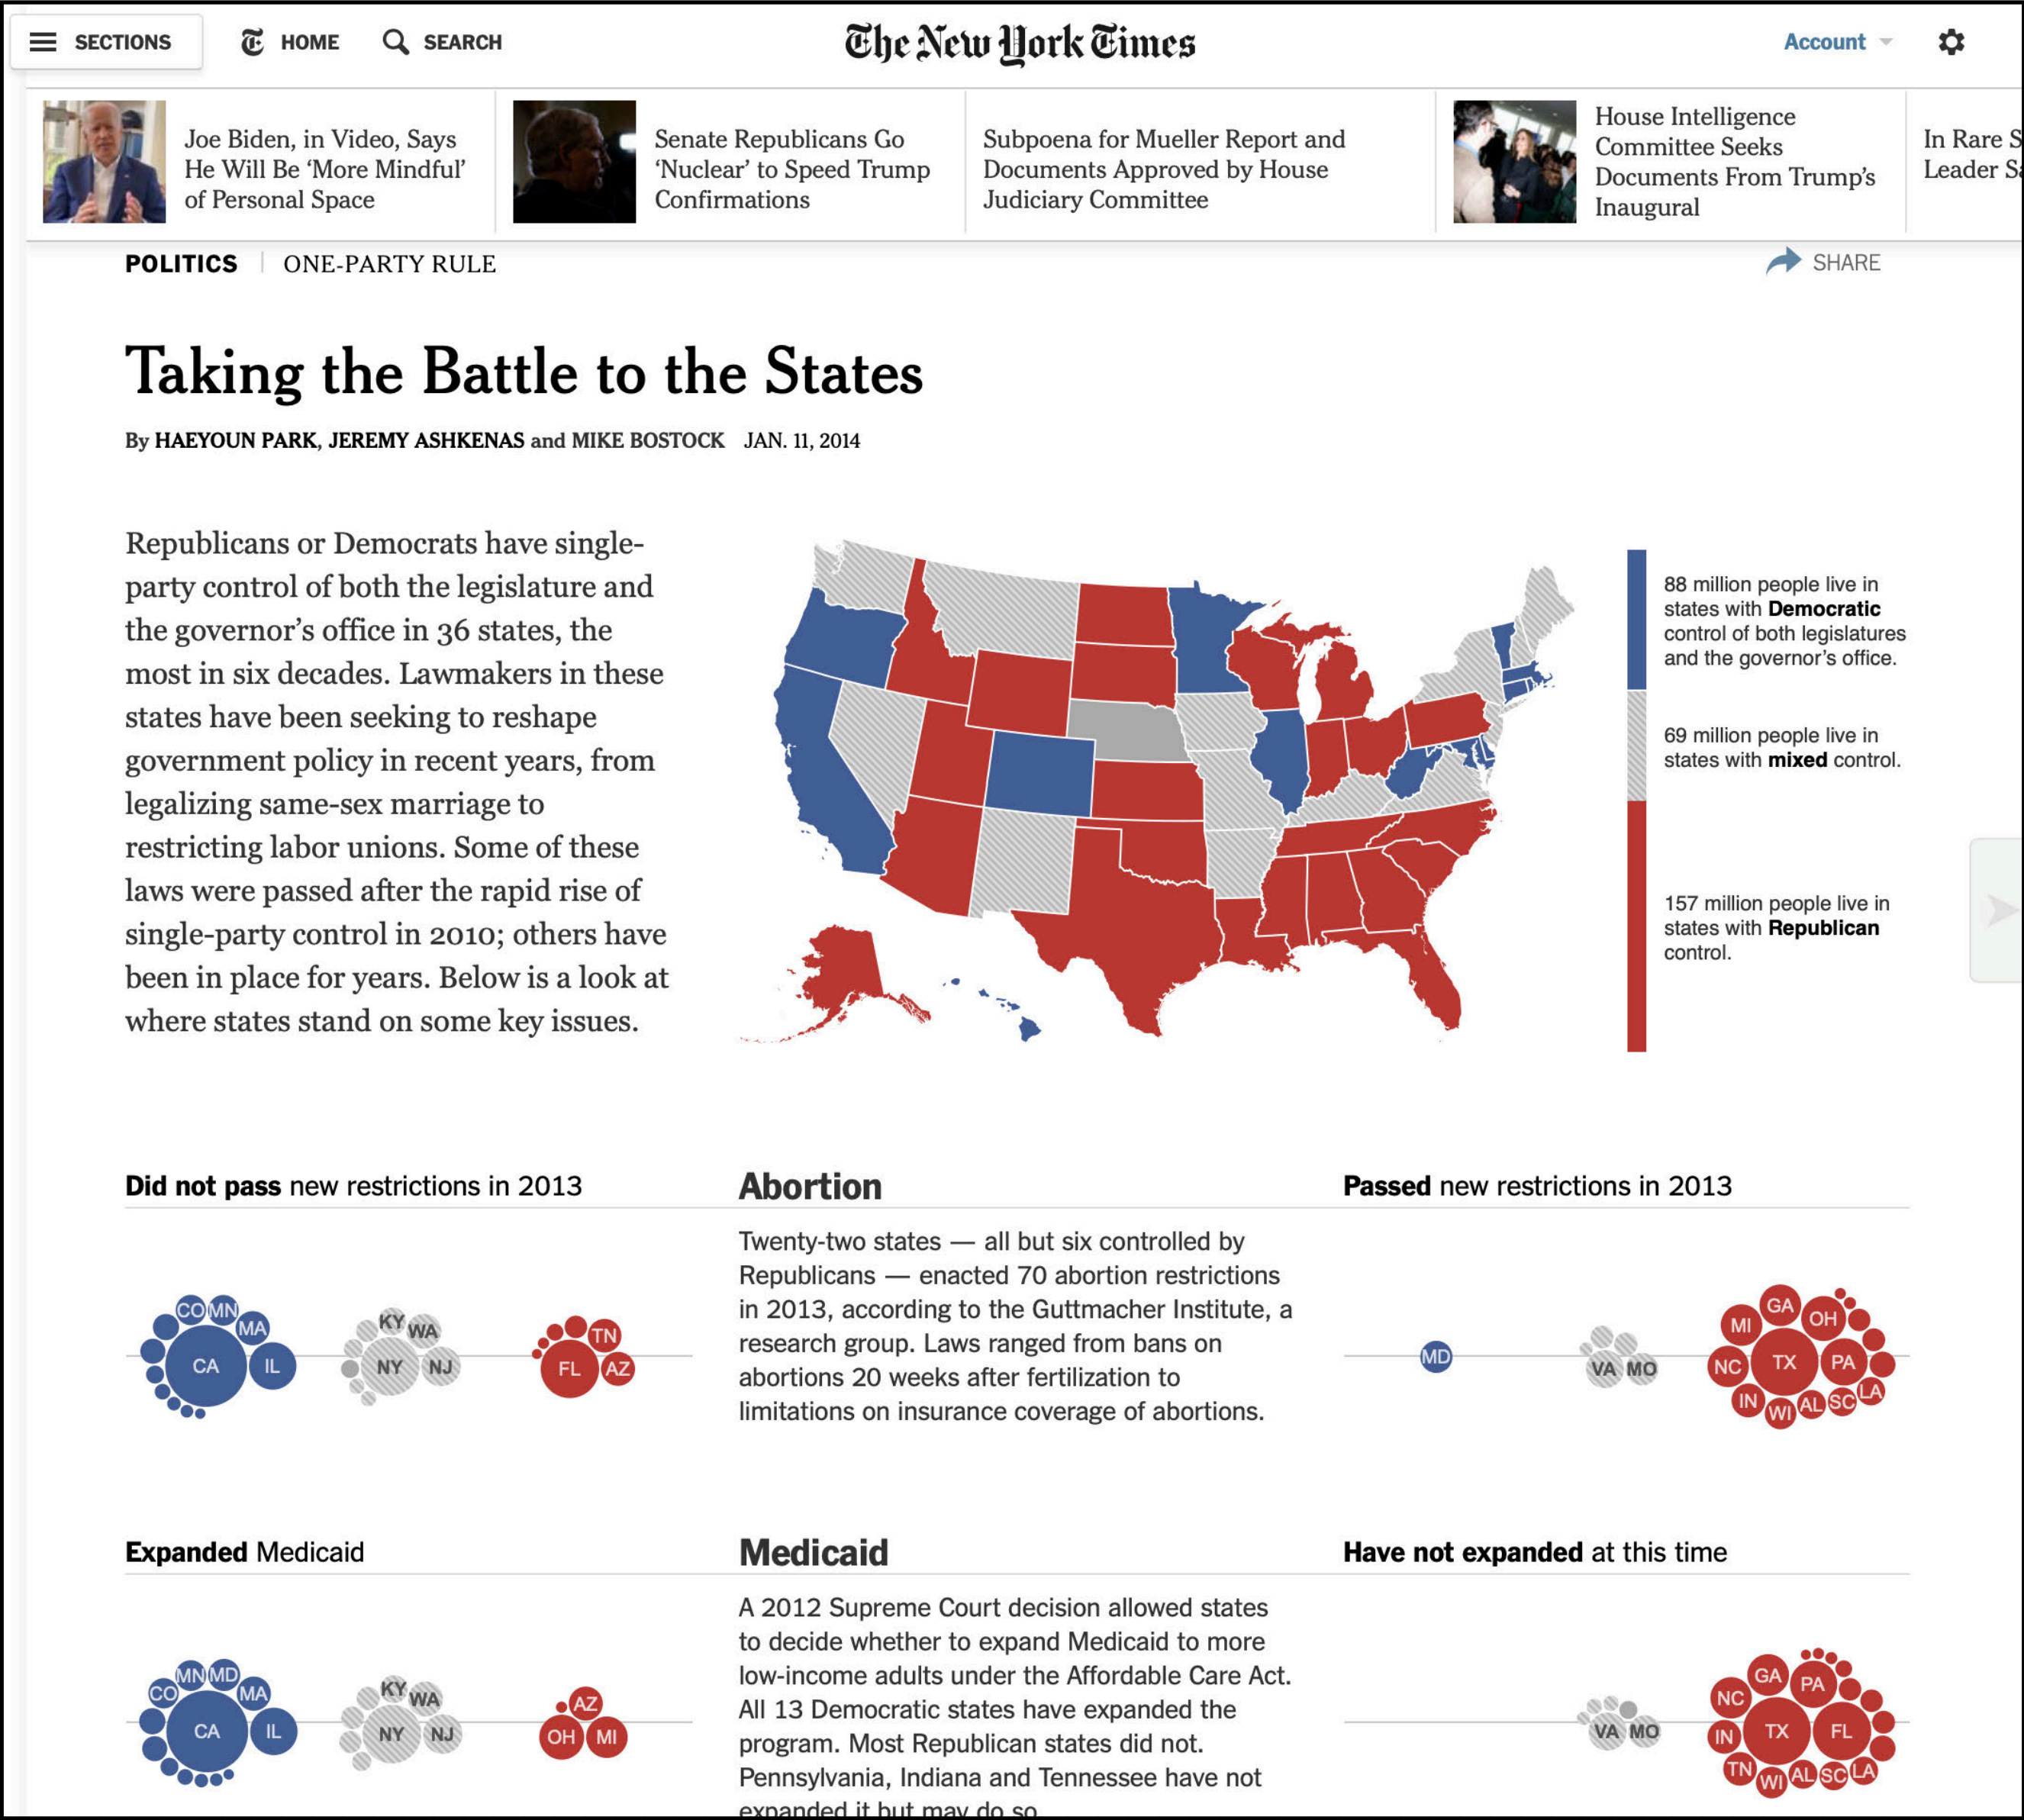 SECTIONS HOME SEARCH The New York Times Account
Joe Biden, in Video, Says
He Will Be ‘More Mindful’
of Personal Space
Senate Republicans Go
‘Nuclear’ to Speed Trump
Confirmations
Subpoena for Mueller Report and
Documents Approved by House
Judiciary Committee
House Intelligence
Committee Seeks
Documents From Trump’s
Inaugural
In Rare S
Leader Sa
POLITICS ONE-PARTY RULE SHARE
Taking the Battle to the States
By HAEYOUN PARK, JEREMY ASHKENAS and MIKE BOSTOCK JAN. 11, 2014
Republicans or Democrats have single-
party control of both the legislature and
the governor’s office in 36 states, the
most in six decades. Lawmakers in these
states have been seeking to reshape
government policy in recent years, from
legalizing same-sex marriage to
restricting labor unions. Some of these
laws were passed after the rapid rise of
single-party control in 2010; others have
been in place for years. Below is a look at
where states stand on some key issues.
88 million people live in
states with Democratic
control of both legislatures
and the governor’s office.
69 million people live in
states with mixed control.
157 million people live in
states with Republican
control.
Did not pass new restrictions in 2013
CO MN
MA
CA IL
KY WA
NY NJ
TN
FL AZ
Abortion
Twenty-two states — all but six controlled by
Republicans — enacted 70 abortion restrictions
in 2013, according to the Guttmacher Institute, a
research group. Laws ranged from bans on
abortions 20 weeks after fertilization to
limitations on insurance coverage of abortions.
Passed new restrictions in 2013
MD
VA MO
GA
MI OH
NC TX PA
IN WI AL SC LA
Expanded Medicaid
MN MD
CO MA
CA IL
KY WA
NY NJ
AZ
OH MI
Medicaid
A 2012 Supreme Court decision allowed states
to decide whether to expand Medicaid to more
low-income adults under the Affordable Care Act.
All 13 Democratic states have expanded the
program. Most Republican states did not.
Pennsylvania, Indiana and Tennessee have not
expanded it but may do so
Have not expanded at this time
VA MO
GA PA
NC
IN TX FL
TN WI AL SC LA